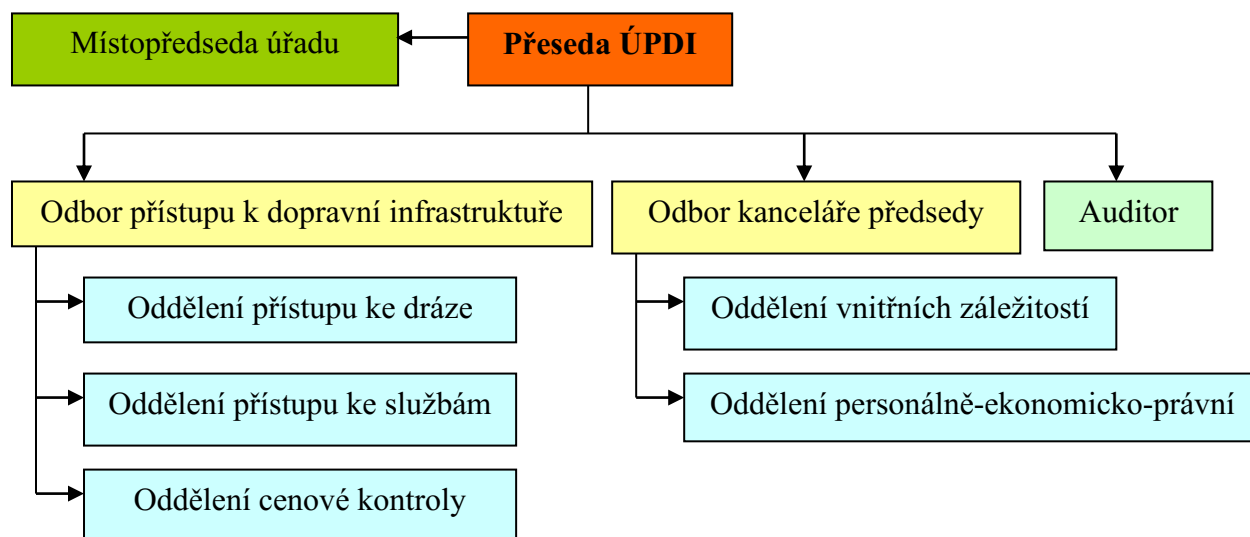 Místopředseda úřadu
Přeseda ÚPDI
Odbor přístupu k dopravní infrastruktuře
Odbor kanceláře předsedy
Auditor
Oddělení přístupu ke dráze
Oddělení vnitřních záležitostí
Oddělení přístupu ke službám
Oddělení personálně-ekonomicko-právní
Oddělení cenové kontroly